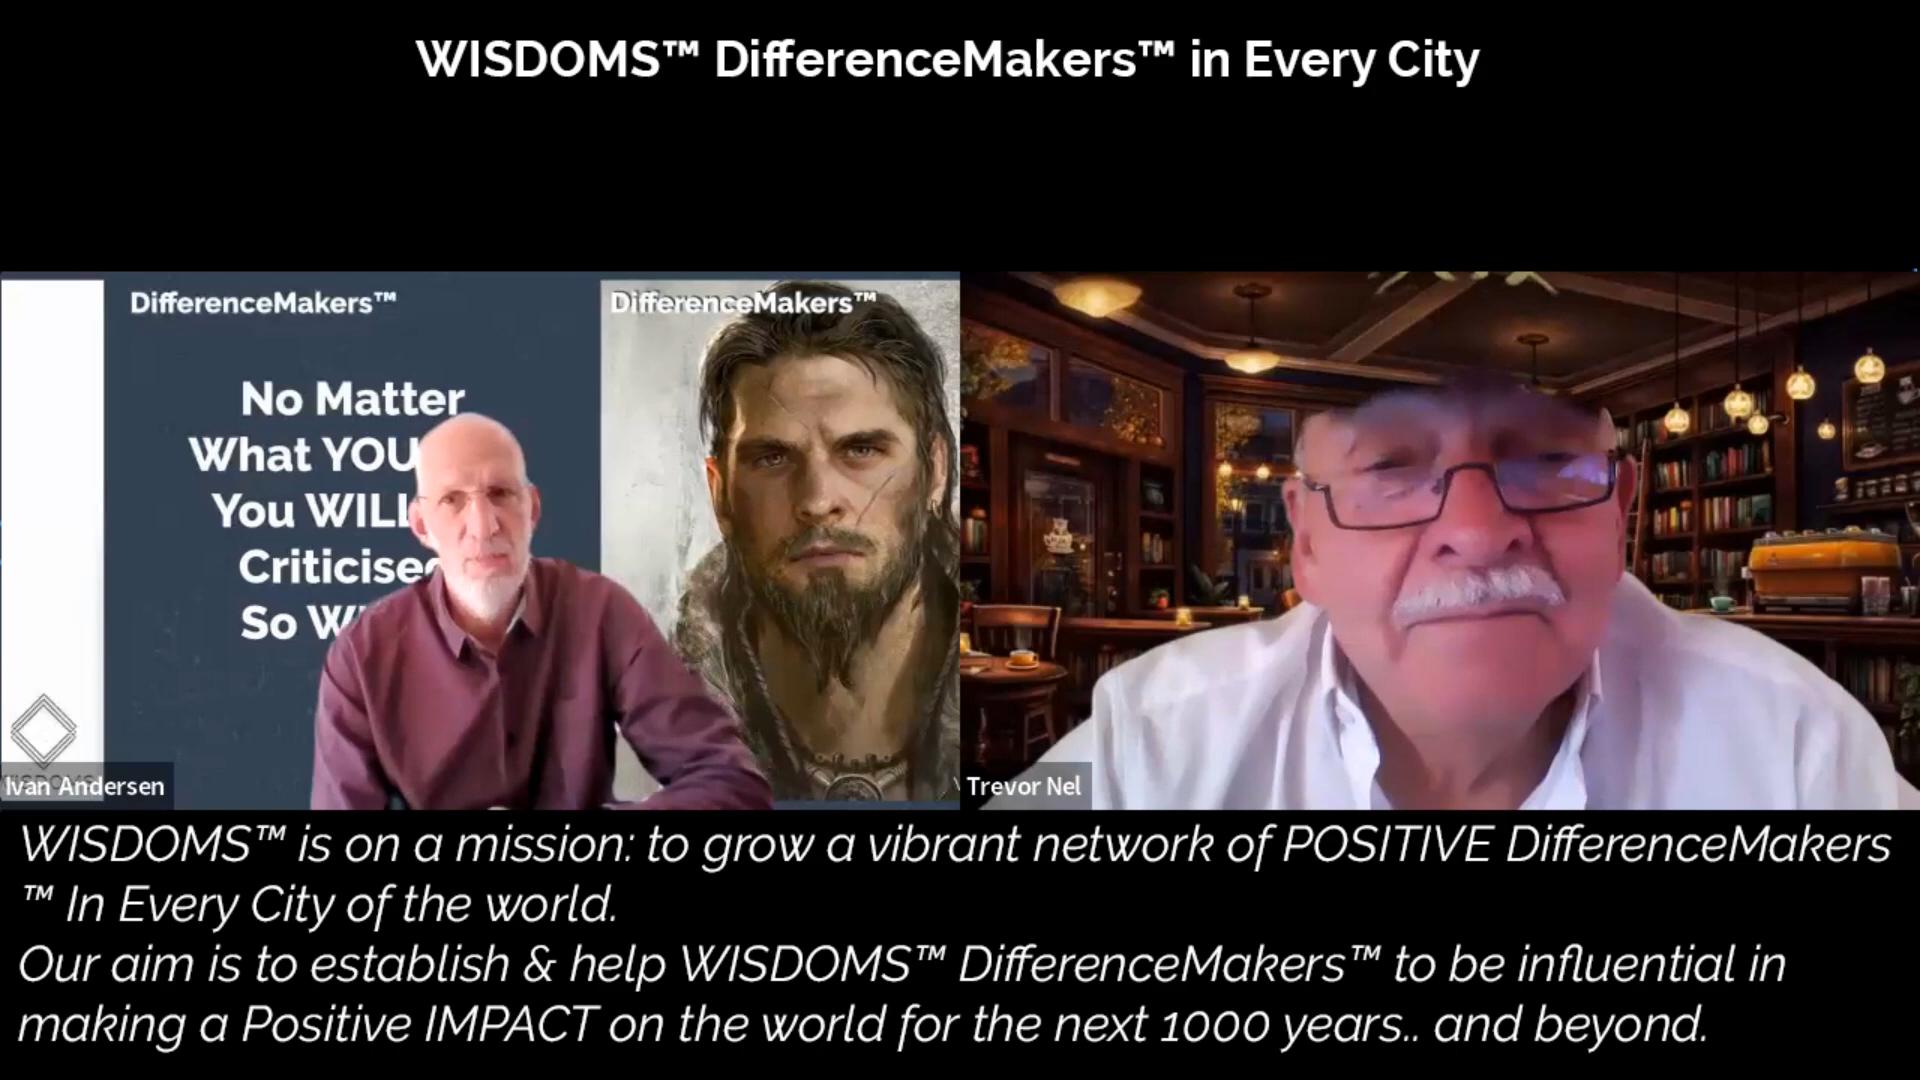 WISDOMS™ DifferenceMakers™ in Every City
DifferenceMakers™
No Matter
What YOU
You WILL
Criticised
So
DifferenceMakers™
Ivan Andersen
Trevor Nel
WISDOMS™ is on a mission: to grow a vibrant network of POSITIVE DifferenceMakers
™ In Every City of the world.
Our aim is to establish & help WISDOMS™ DifferenceMakers™ to be influential in
making a Positive IMPACT on the world for the next 1000 years.. and beyond.